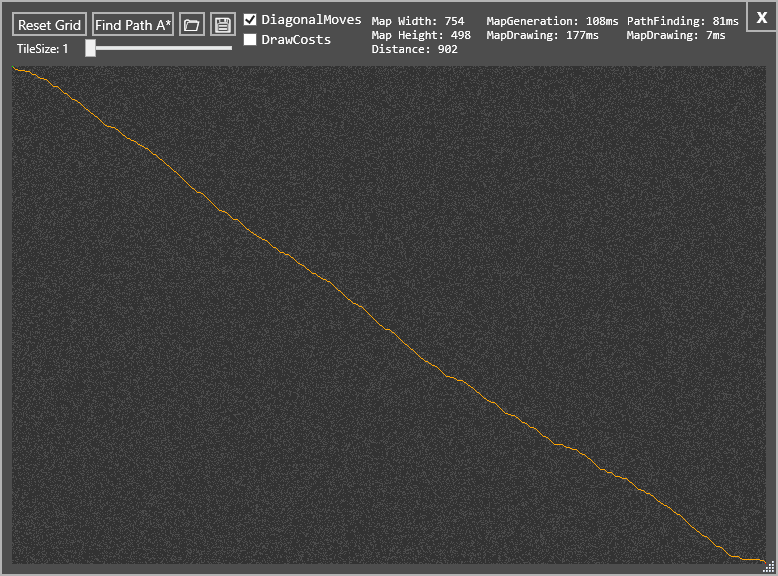 Reset Grid Find Path A* DiagonalMoves Map Width: 754 MapGeneration: 108ms PathFinding: 81ms X
TileSize: 1 DrawCosts Map Height: 498 MapDrawing: 177ms MapDrawing: 7ms
Distance: 902